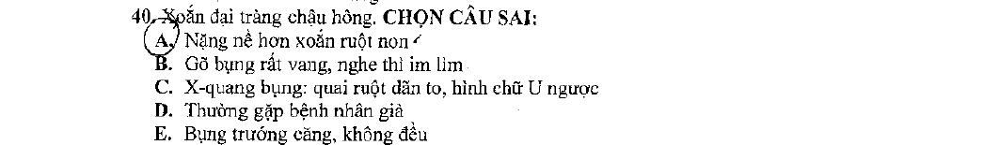 40. Xoắn đại tràng chậu hông. CHỌN CÂU SAI:
A. Nặng nề hơn xoắn ruột non
B. Gõ bụng rất vang, nghe thì im lìm
C. X-quang bụng: quai ruột dãn to, hình chữ U ngược
D. Thường gặp bệnh nhân già
E. Bụng trướng căng, không đều